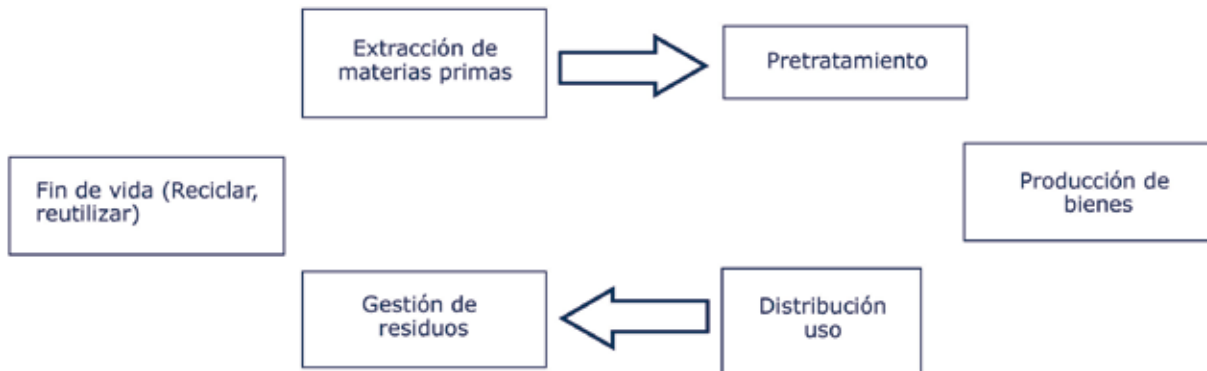 Extracción de
materias primas
Pretratamiento
Fin de vida (Reciclar,
reutilizar)
Producción de
bienes
Gestión de
residuos
Distribución
uso